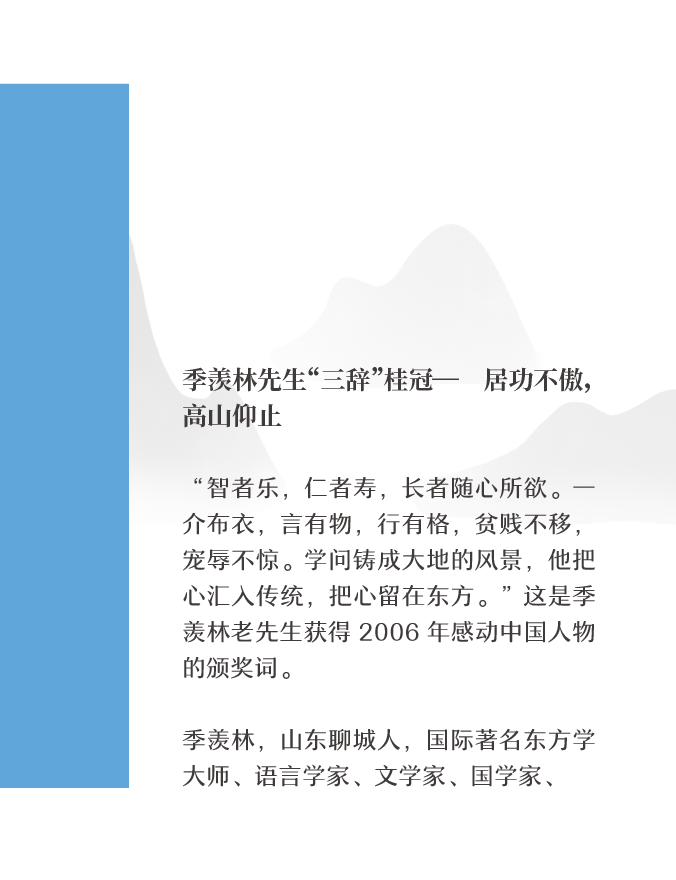 季羡林先生“三辞”桂冠— 居功不傲,
高山仰止
“智者乐，仁者寿，长者随心所欲。一
介布衣，言有物，行有格，贫贱不移，
宠辱不惊。学问铸成大地的风景，他把
心汇入传统，把心留在东方。”这是季
羡林老先生获得 2006 年感动中国人物
的颁奖词。
季羡林，山东聊城人，国际著名东方学
大师、语言学家、文学家、国学家、